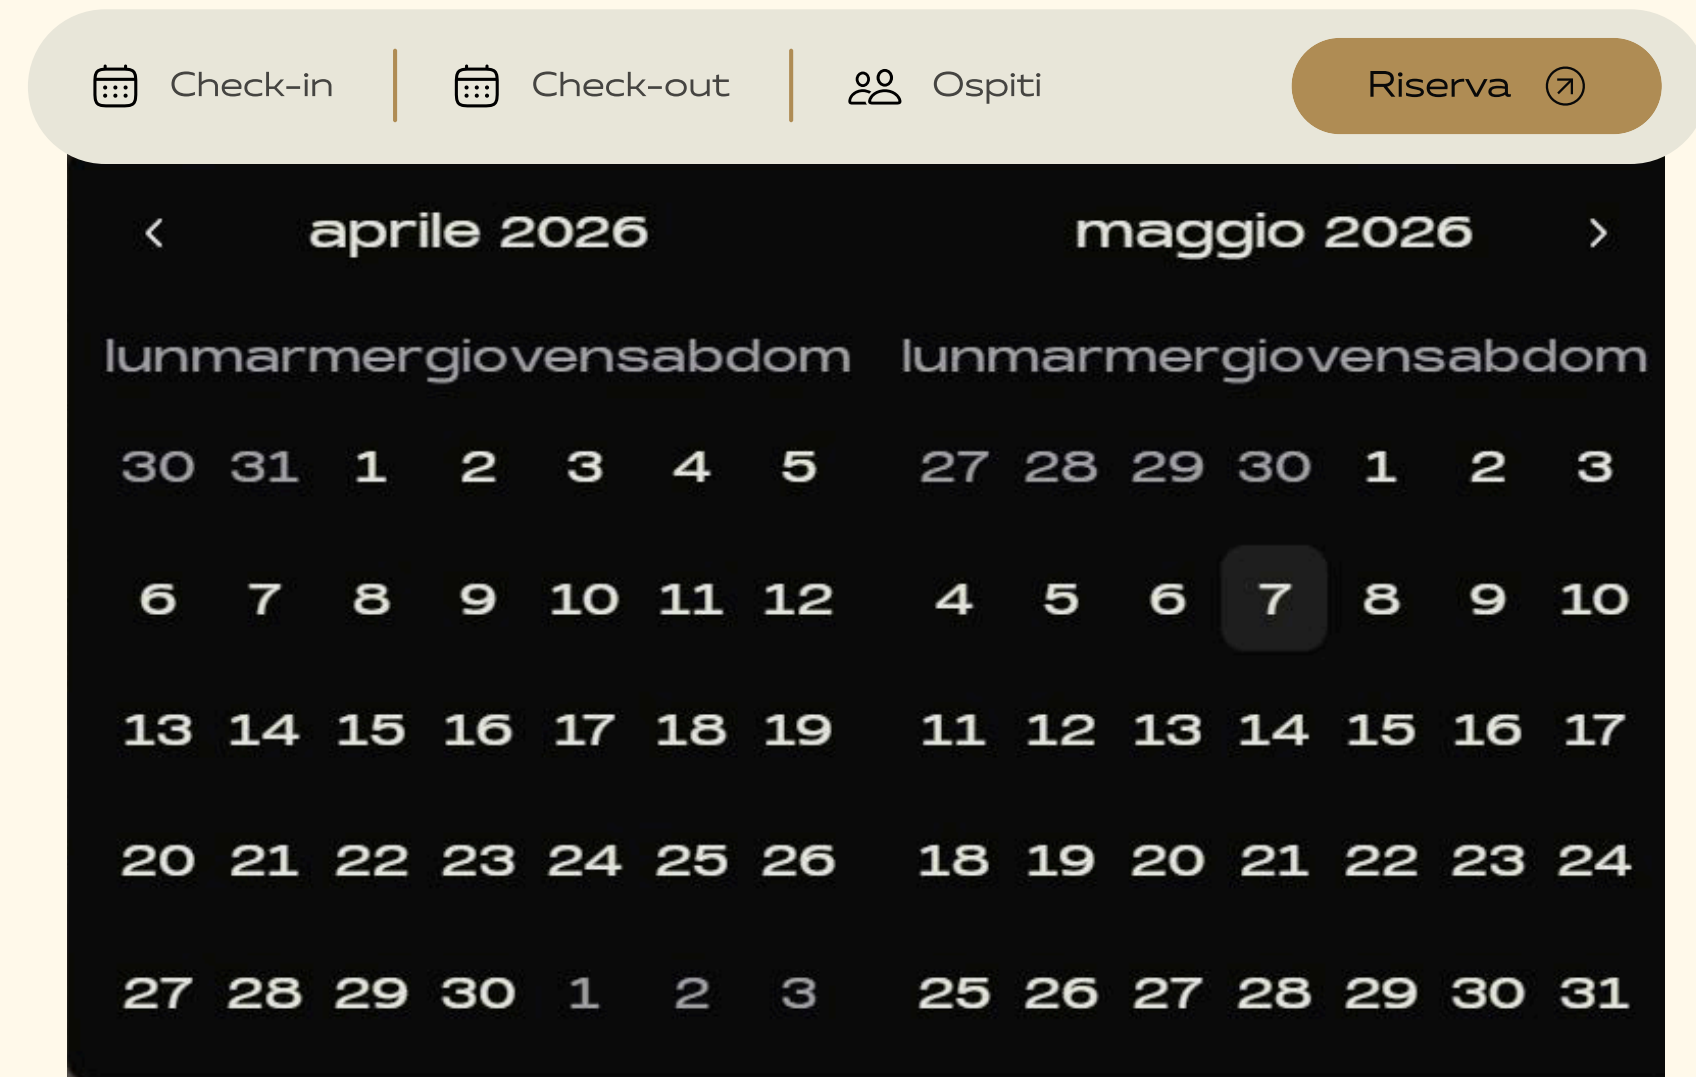 Check-in Check-out Ospiti Riserva
aprile 2026 maggio 2026
lunmarmergiovensabdom lunmarmergiovensabdom
30 31 1 2 3 4 5 27 28 29 30 1 2 3
6 7 8 9 10 11 12 4 5 6 7 8 9 10
13 14 15 16 17 18 19 11 12 13 14 15 16 17
20 21 22 23 24 25 26 18 19 20 21 22 23 24
27 28 29 30 1 2 3 25 26 27 28 29 30 31